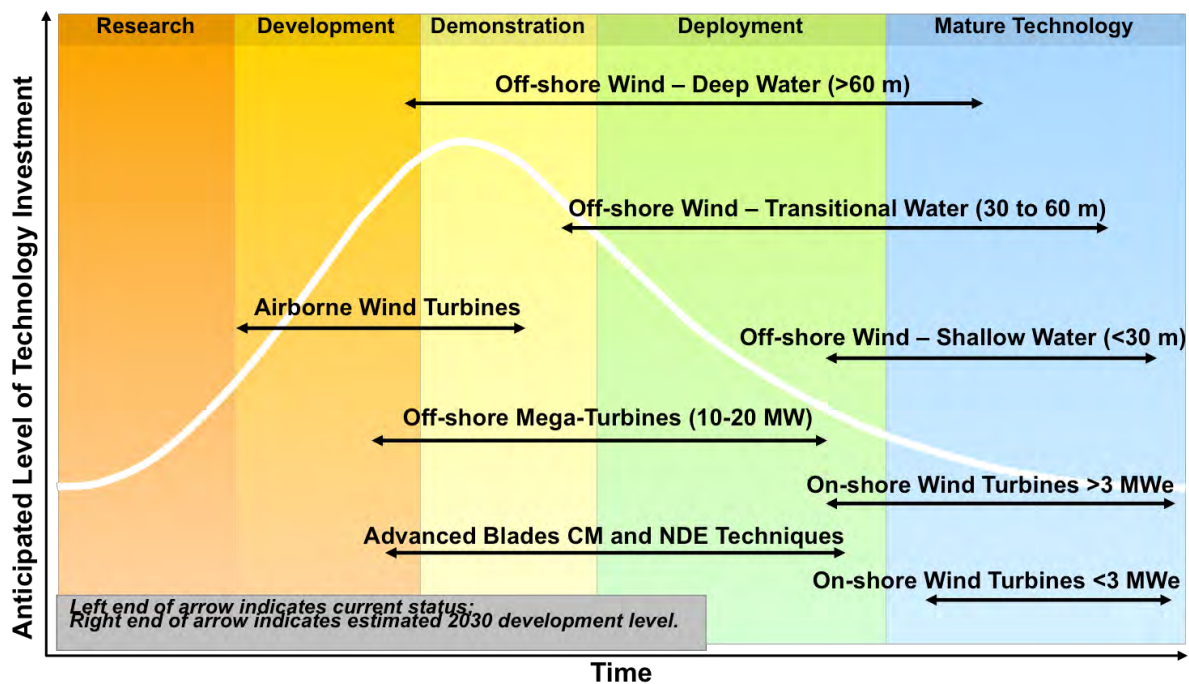 Research Development Demonstration Deployment Mature Technology
Anticipated Level of Technology Investment
Off-shore Wind – Deep Water (>60 m)
Off-shore Wind – Transitional Water (30 to 60 m)
Airborne Wind Turbines
Off-shore Wind – Shallow Water (<30 m)
Off-shore Mega-Turbines (10-20 MW)
On-shore Wind Turbines >3 MWe
Advanced Blades CM and NDE Techniques
On-shore Wind Turbines <3 MWe
Left end of arrow indicates current status;
Right end of arrow indicates estimated 2030 development level.
Time